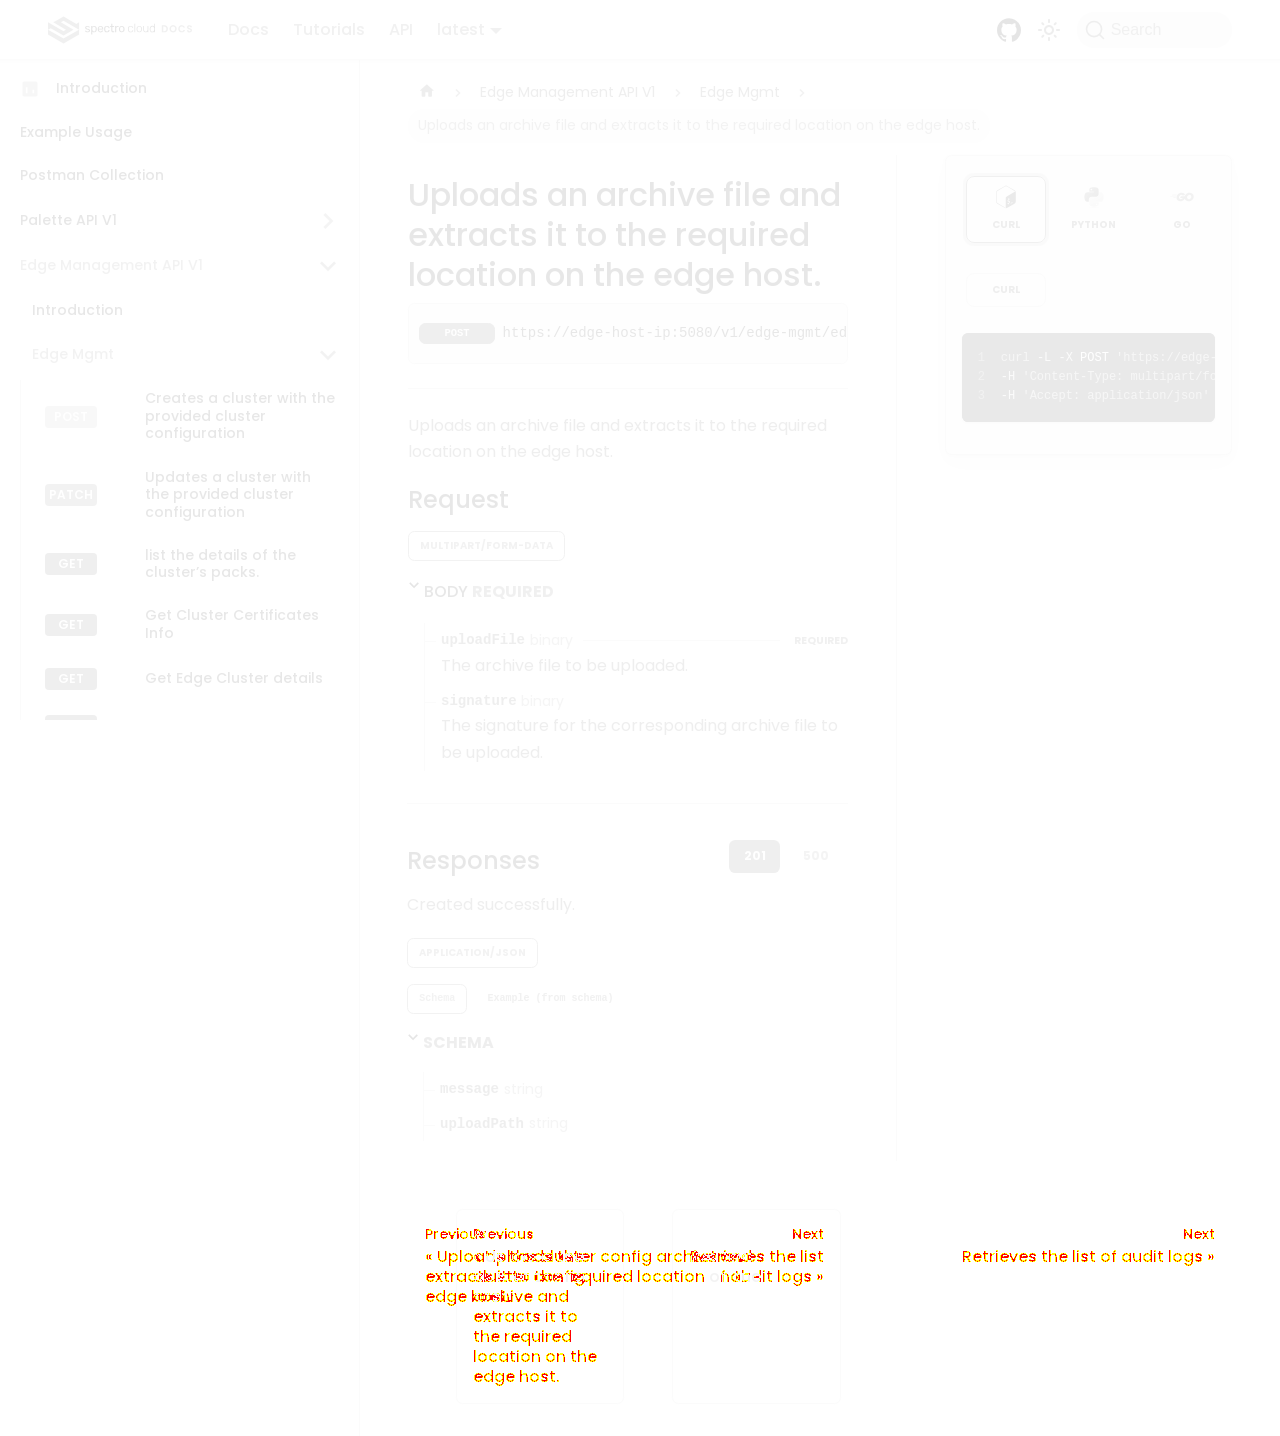 spectro cloud DOCS
Docs
Tutorials
API
latest
Search
Introduction
Example Usage
Postman Collection
Palette API V1
Edge Management API V1
Introduction
Edge Mgmt
POST
Creates a cluster with the
provided cluster
configuration
PATCH
Updates a cluster with
the provided cluster
configuration
GET
list the details of the
cluster's packs.
GET
Get Cluster Certificates
Info
GET
Get Edge Cluster details
Edge Management API V1
Edge Mgmt
Uploads an archive file and extracts it to the required location on the edge host.
Uploads an archive file and
extracts it to the required
location on the edge host.
POST
https://edge-host-ip:5080/v1/edge-mgmt/ed
Uploads an archive file and extracts it to the required
location on the edge host.
Request
MULTIPART/FORM-DATA
BODY REQUIRED
uploadFile binary
REQUIRED
The archive file to be uploaded.
signature binary
The signature for the corresponding archive file to
be uploaded.
Responses
201
500
Created successfully.
APPLICATION/JSON
Schema
Example (from schema)
SCHEMA
message string
uploadPath string
CURL
PYTHON
GO
CURL
1 curl -L -X POST 'https://edge-
2 -H 'Content-Type: multipart/fo
3 -H 'Accept: application/json'
Previous
Previous
Next
Next
Retrieves the list of audit logs »
extracts it to
the required
location on the
edge host.